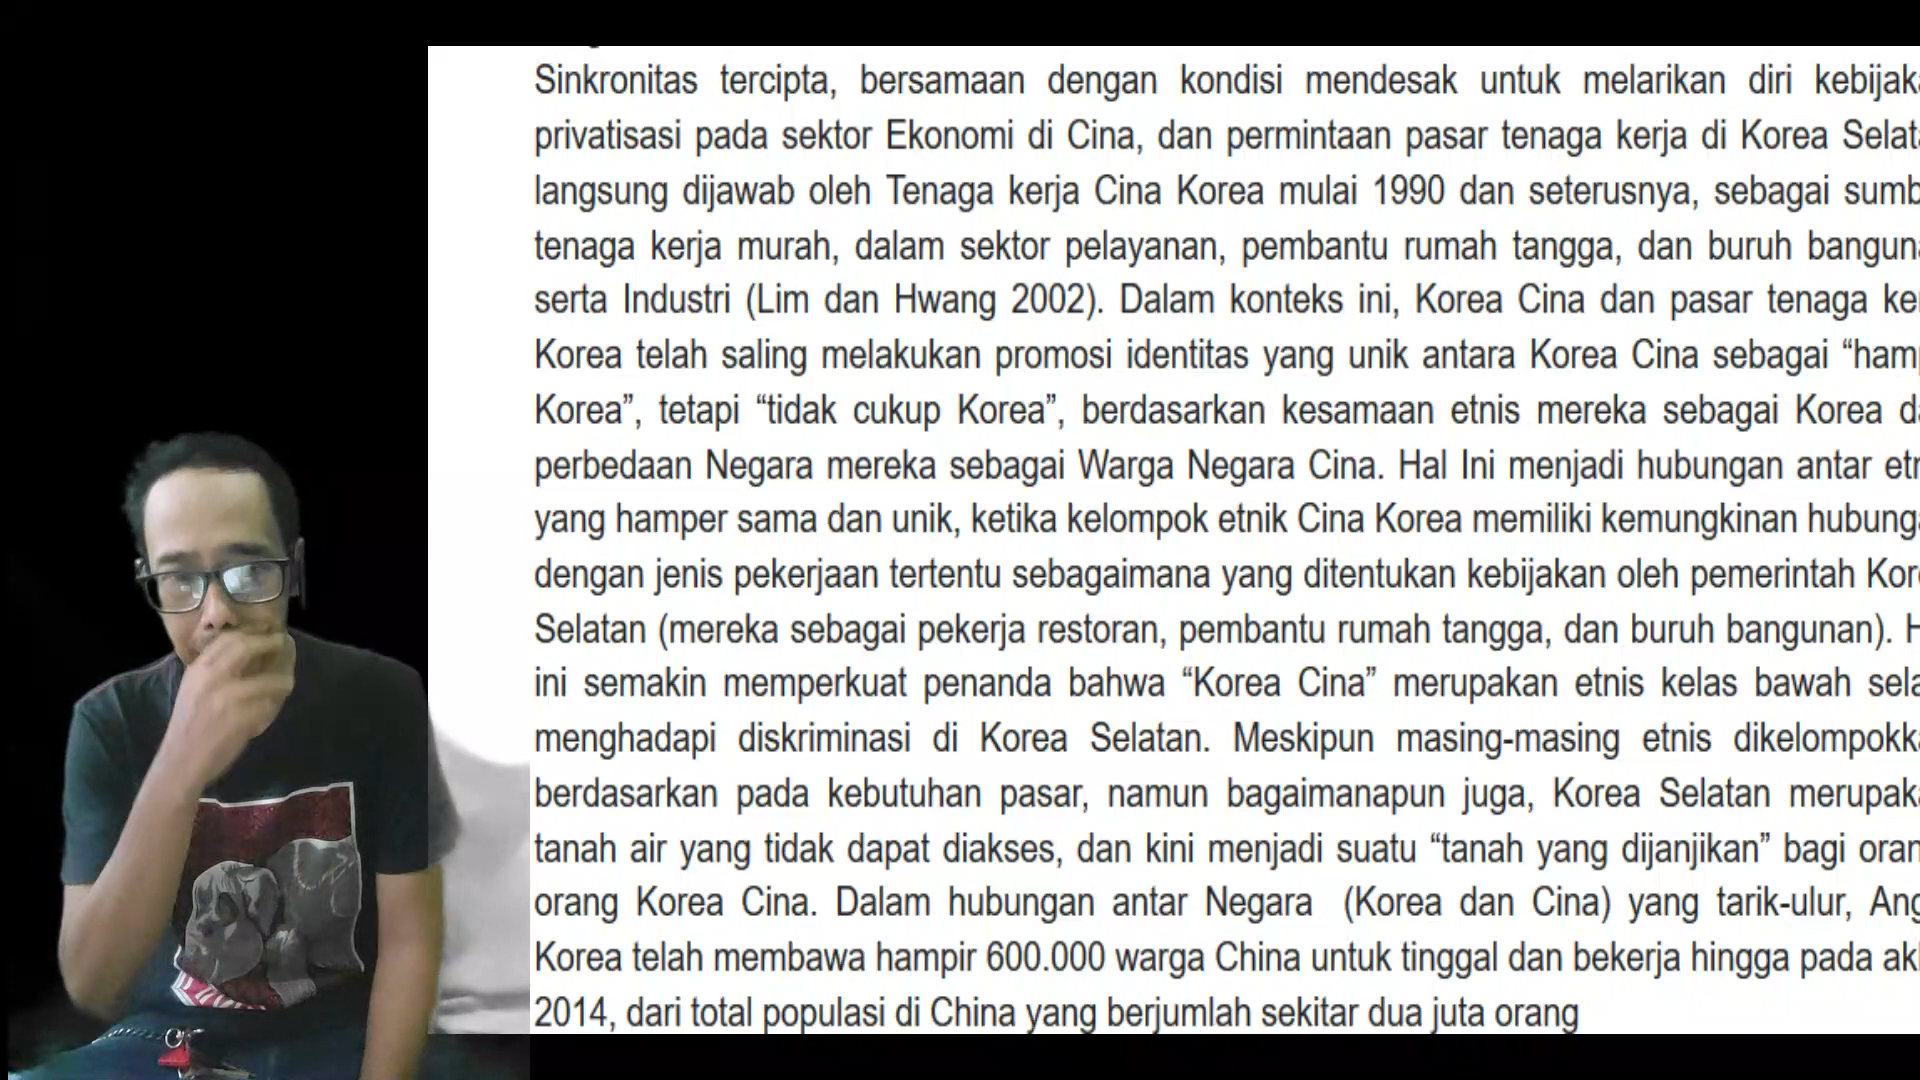 Sinkronitas tercipta, bersamaan dengan kondisi mendesak untuk melarikan diri
privatisasi pada sektor Ekonomi di Cina, dan permintaan pasar tenaga kerja di Korea
langsung dijawab oleh Tenaga kerja Cina Korea mulai 1990 dan seterusnya, sebagai
tenaga kerja murah, dalam sektor pelayanan, pembantu rumah tangga, dan buruh
serta Industri (Lim dan Hwang 2002). Dalam konteks ini, Korea Cina dan pasar tenaga
Korea telah saling melakukan promosi identitas yang unik antara Korea Cina sebagai
Korea”, tetapi “tidak cukup Korea”, berdasarkan kesamaan etnis mereka sebagai Korea
perbedaan Negara mereka sebagai Warga Negara Cina. Hal Ini menjadi hubungan antar
yang hamper sama dan unik, ketika kelompok etnik Cina Korea memiliki kemungkinan
dengan jenis pekerjaan tertentu sebagaimana yang ditentukan kebijakan oleh pemerintah
Selatan (mereka sebagai pekerja restoran, pembantu rumah tangga, dan buruh bangunan).
ini semakin memperkuat penanda bahwa “Korea Cina” merupakan etnis kelas bawah
menghadapi diskriminasi di Korea Selatan. Meskipun masing-masing etnis
berdasarkan pada kebutuhan pasar, namun bagaimanapun juga, Korea Selatan
tanah air yang tidak dapat diakses, dan kini menjadi suatu “tanah yang dijanjikan” bagi
orang Korea Cina. Dalam hubungan antar Negara (Korea dan Cina) yang tarik-ulur,
Korea telah membawa hampir 600.000 warga China untuk tinggal dan bekerja hingga pada
2014, dari total populasi di China yang berjumlah sekitar dua juta orang